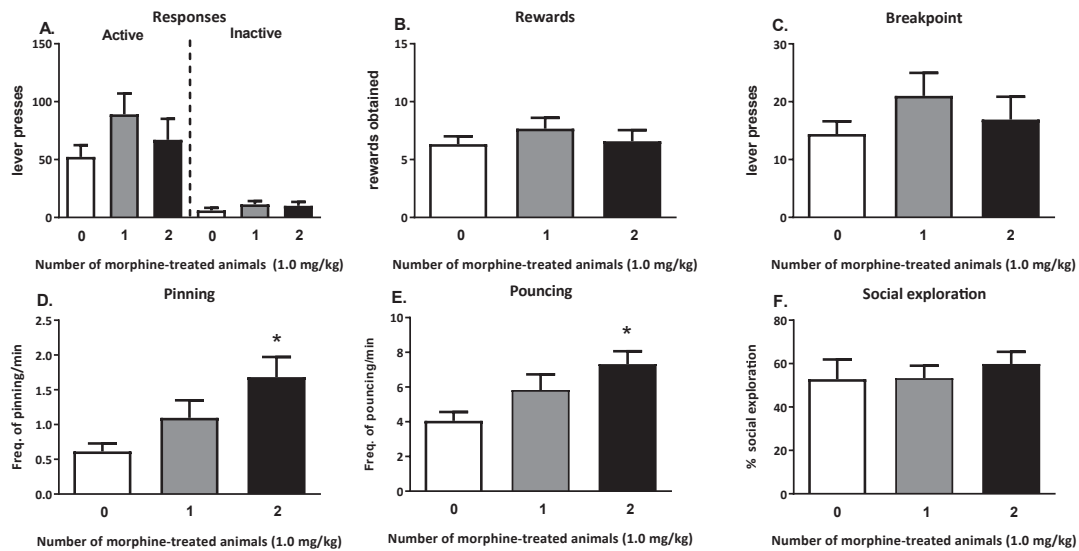 A.
Responses
Active
Inactive
lever presses
150
100
50
0
0 1 2 0 1 2
Number of morphine-treated animals (1.0 mg/kg)
B.
Rewards
rewards obtained
15
10
5
0
0 1 2
Number of morphine-treated animals (1.0 mg/kg)
C.
Breakpoint
lever presses
30
20
10
0
0 1 2
Number of morphine-treated animals (1.0 mg/kg)
D.
Pinning
Freq. of pinning/min
2.5
2.0
1.5
1.0
0.5
0.0
*
0 1 2
Number of morphine-treated animals (1.0 mg/kg)
E.
Pouncing
Freq. of pouncing/min
10
8
6
4
2
0
*
0 1 2
Number of morphine-treated animals (1.0 mg/kg)
F.
Social exploration
% social exploration
80
60
40
20
0
0 1 2
Number of morphine-treated animals (1.0 mg/kg)